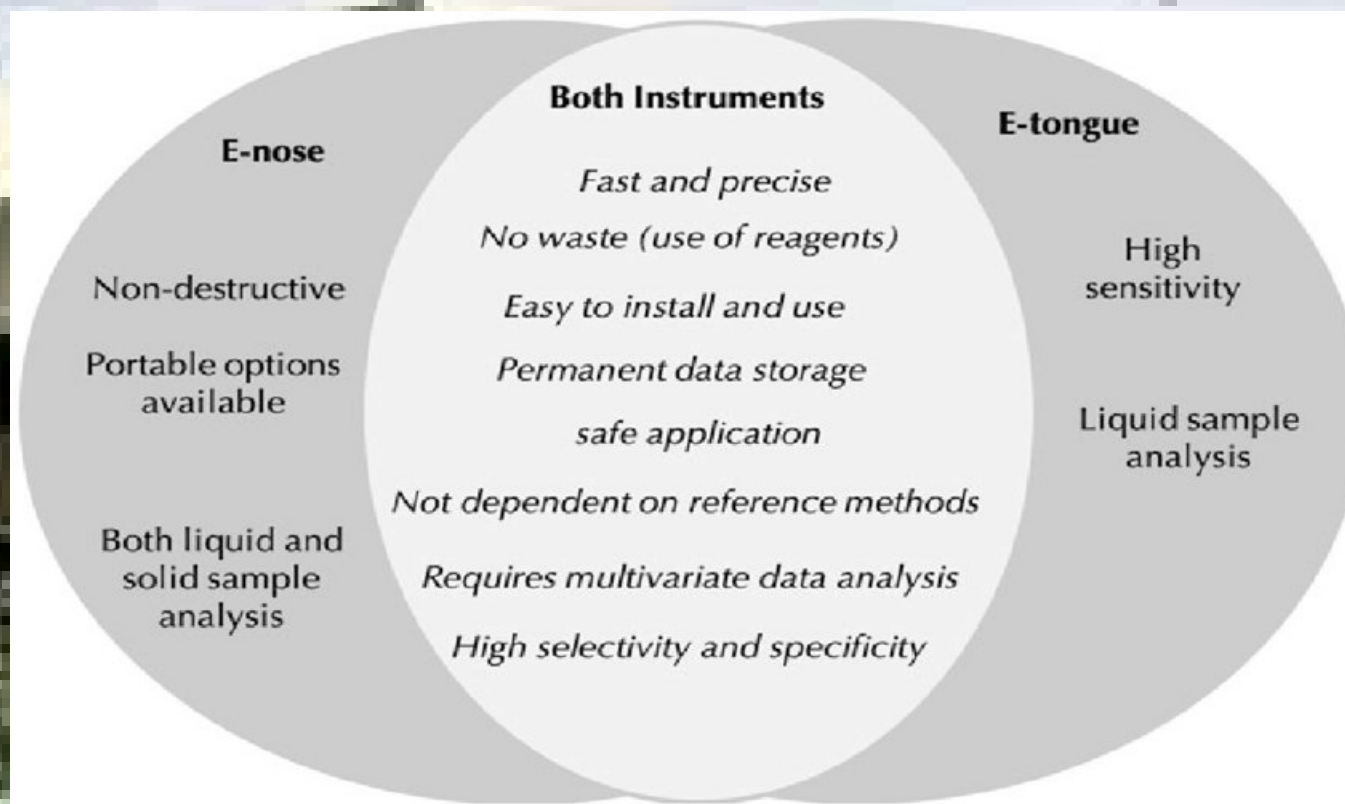 E-nose
Non-destructive
Portable options
available
Both liquid and
solid sample
analysis
Both Instruments
Fast and precise
No waste (use of reagents)
Easy to install and use
Permanent data storage
safe application
Not dependent on reference methods
Requires multivariate data analysis
High selectivity and specificity
E-tongue
High
sensitivity
Liquid sample
analysis